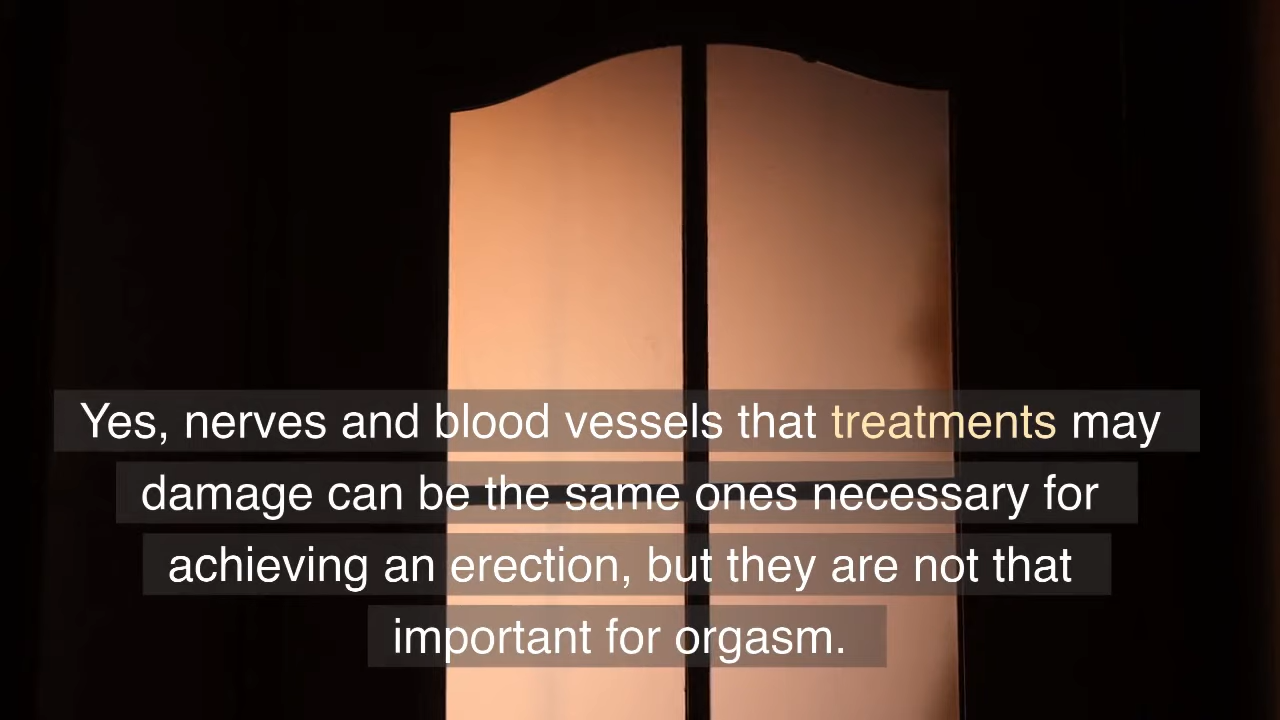 Yes, nerves and blood vessels that treatments may
damage can be the same ones necessary for
achieving an erection, but they are not that
important for orgasm.